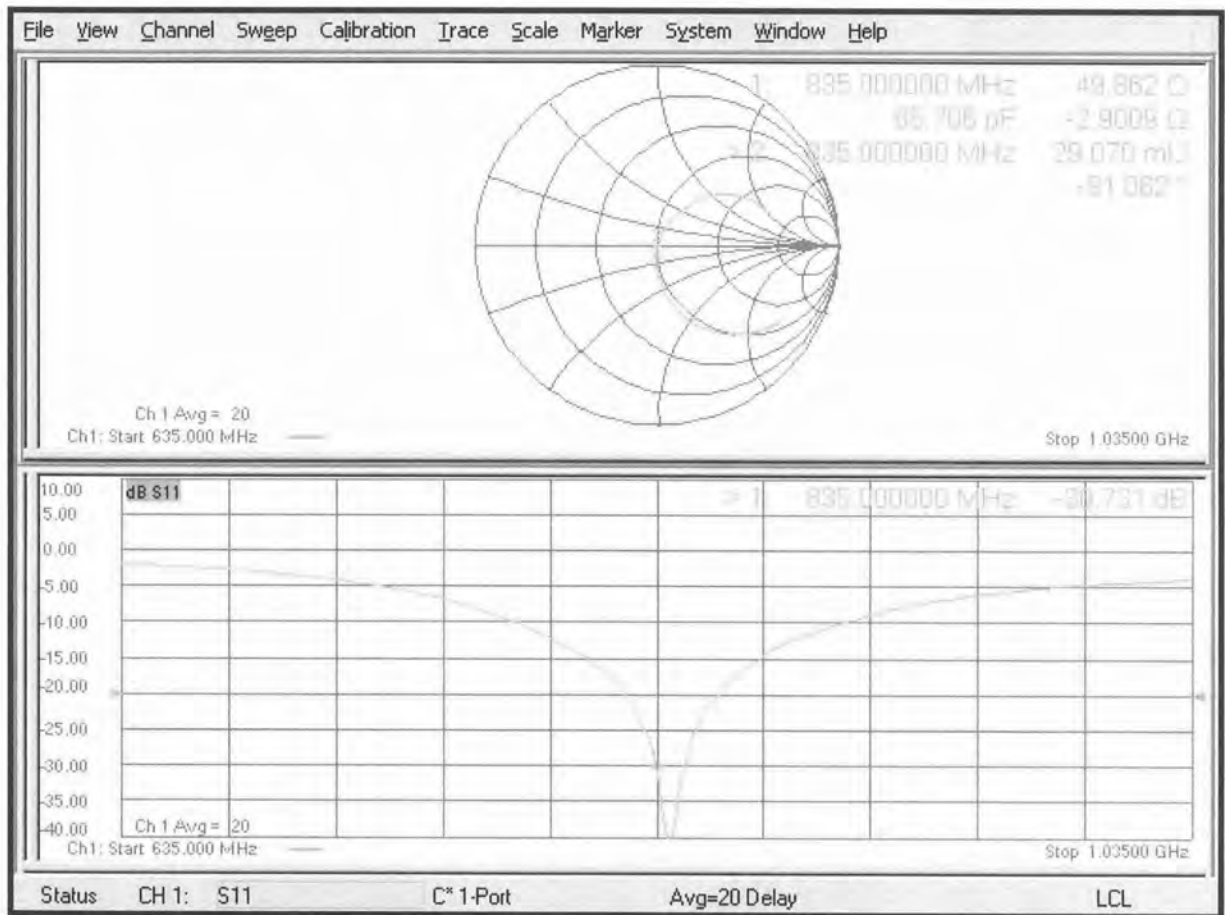 File View Channel Sweep Calibration Trace Scale Marker System Window Help
1: 835.000000 MHz 49.862 Ω
65.706 pF -2.9009 Ω
> 2: 835.000000 MHz 29.070 mU
-91.062 °
Ch 1 Avg = 20
Ch1: Start 635.000 MHz
Stop 1.03500 GHz
10.00 dB S11
> 1: 835.000000 MHz -30.731 dB
5.00
0.00
-5.00
-10.00
-15.00
-20.00
-25.00
-30.00
-35.00
-40.00
Ch 1 Avg = 20
Ch1: Start 635.000 MHz
Stop 1.03500 GHz
Status CH 1: S11 C* 1-Port Avg=20 Delay LCL